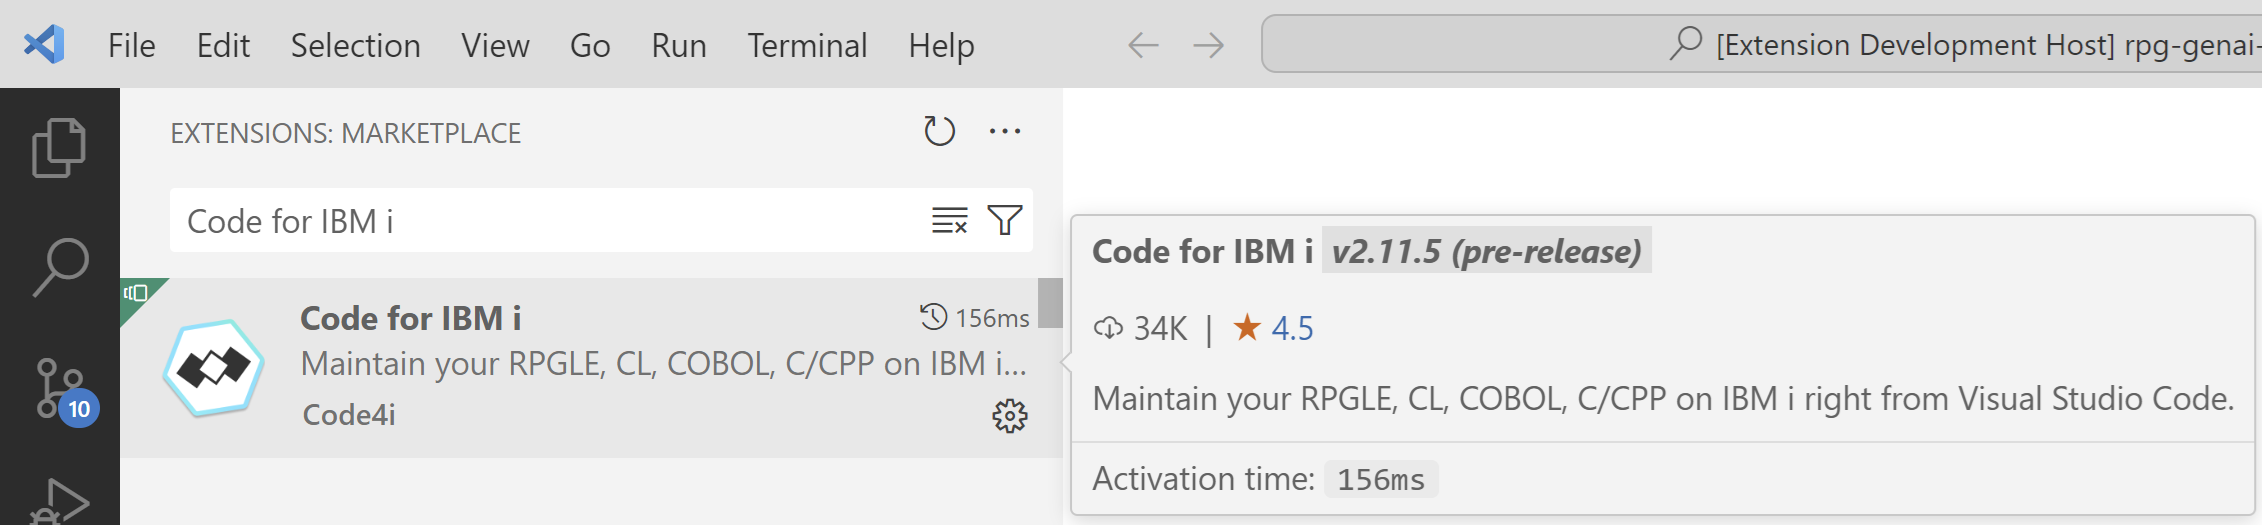 File Edit Selection View Go Run Terminal Help
[Extension Development Host] rpg-genai-
EXTENSIONS: MARKETPLACE
Code for IBM i
Code for IBM i 156ms
Maintain your RPGLE, CL, COBOL, C/CPP on IBM i...
Code4i
10
Code for IBM i v2.11.5 (pre-release)
34K | ★ 4.5
Maintain your RPGLE, CL, COBOL, C/CPP on IBM i right from Visual Studio Code.
Activation time: 156ms